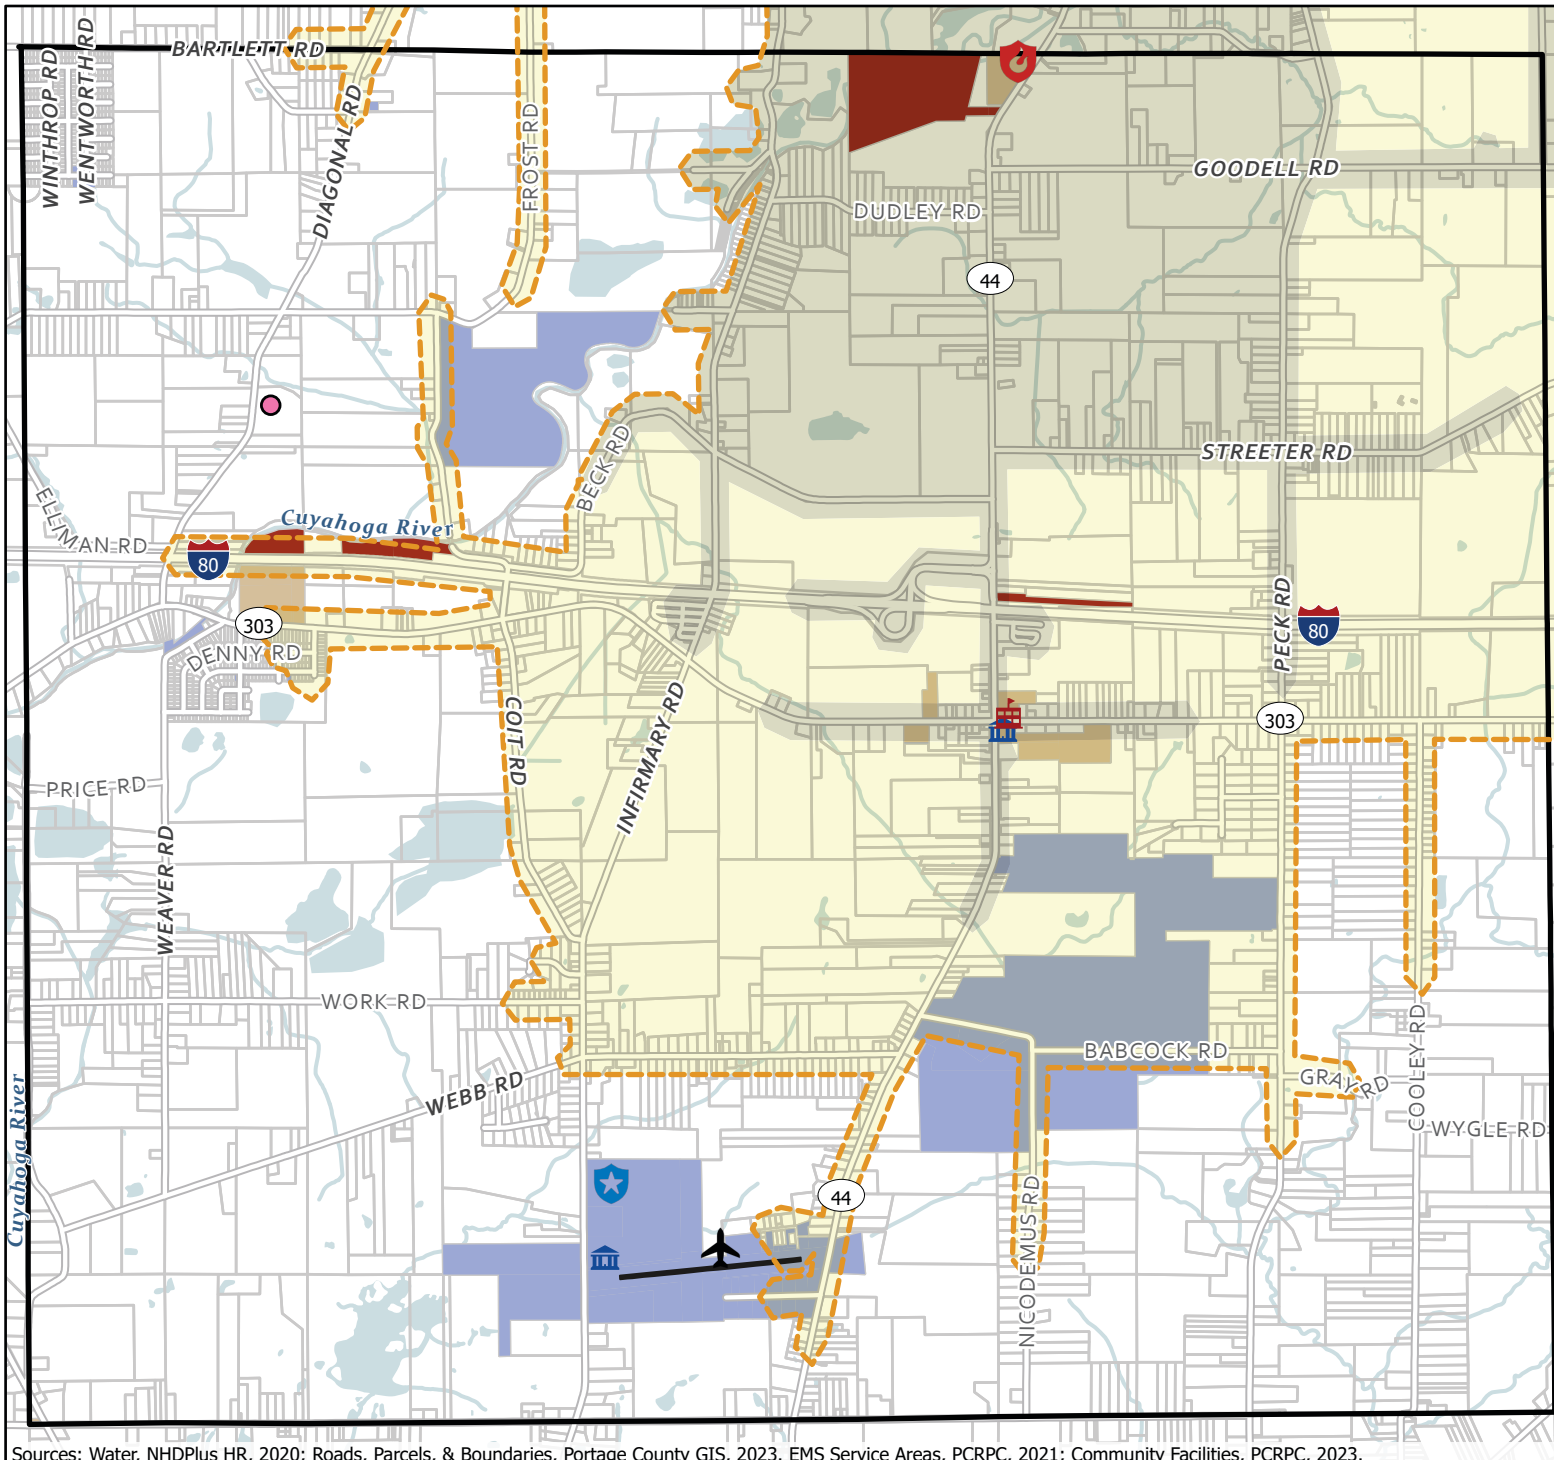 BARTLETT RD
WINTHROP RD
WENTWORTH RD
DIAGONAL RD
FROST RD
GOODELL RD
DUDLEY RD
44
BECK RD
STREETER RD
ELLIMAN RD
Cuyahoga River
80
303
DENNY RD
PECK RD
80
303
COIT RD
INFIRMARY RD
PRICE RD
WEAVER RD
WORK RD
WEBB RD
BABCOCK RD
GRAY RD
COOLEY RD
WYGLE RD
Cuyahoga River
44
NICODEMUS RD
Sources: Water, NHDPlus HR, 2020; Roads, Parcels, & Boundaries, Portage County GIS, 2023. EMS Service Areas, PCRPC, 2021; Community Facilities, PCRPC, 2023.